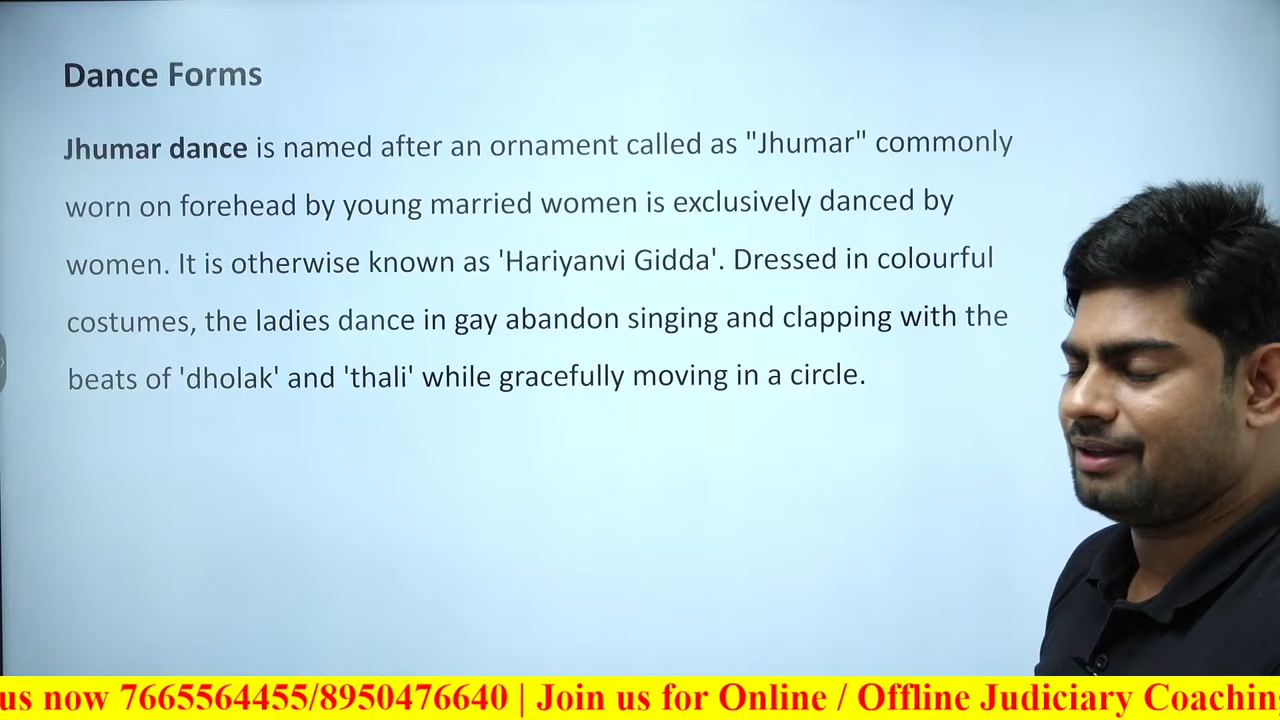 Dance Forms
Jhumar dance is named after an ornament called as "Jhumar" commonly
worn on forehead by young married women is exclusively danced by
women. It is otherwise known as 'Hariyanvi Gidda'. Dressed in colourful
costumes, the ladies dance in gay abandon singing and clapping with the
beats of 'dholak' and 'thali' while gracefully moving in a circle.
us now 7665564455/8950476640 | Join us for Online / Offline Judiciary Coachin